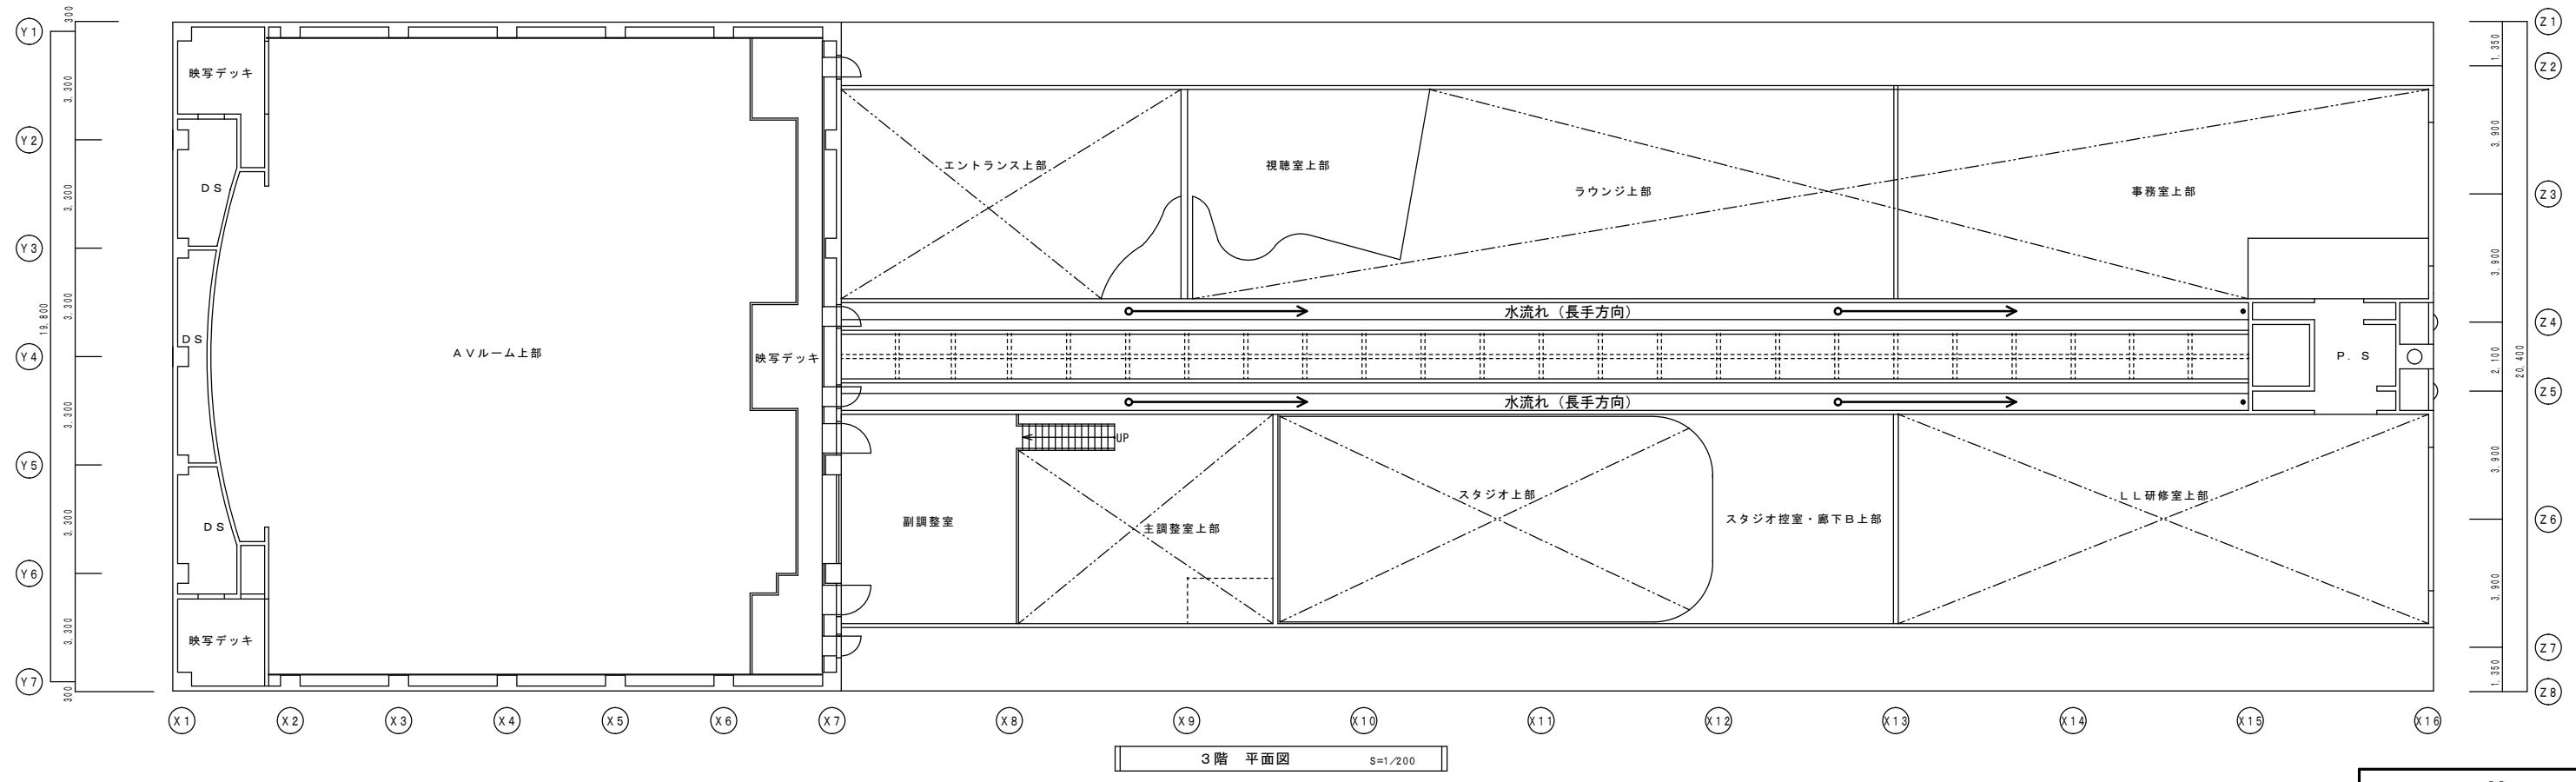 Y1
Y2
Y3
Y4
Y5
Y6
Y7
300
3,300
3,300
3,300
3,300
3,300
3,300
300
19,800
映写デッキ
DS
DS
DS
映写デッキ
AVルーム上部
映写デッキ
エントランス上部
視聴室上部
ラウンジ上部
事務室上部
水流れ（長手方向）
水流れ（長手方向）
P.S
UP
副調整室
主調整室上部
スタジオ上部
スタジオ控室・廊下B上部
LL研修室上部
Z1
Z2
Z3
Z4
Z5
Z6
Z7
Z8
1,350
3,900
3,900
2,100
3,900
3,900
1,350
20,400
X1
X2
X3
X4
X5
X6
X7
X8
X9
X10
X11
X12
X13
X14
X15
X16
3階 平面図 S=1/200